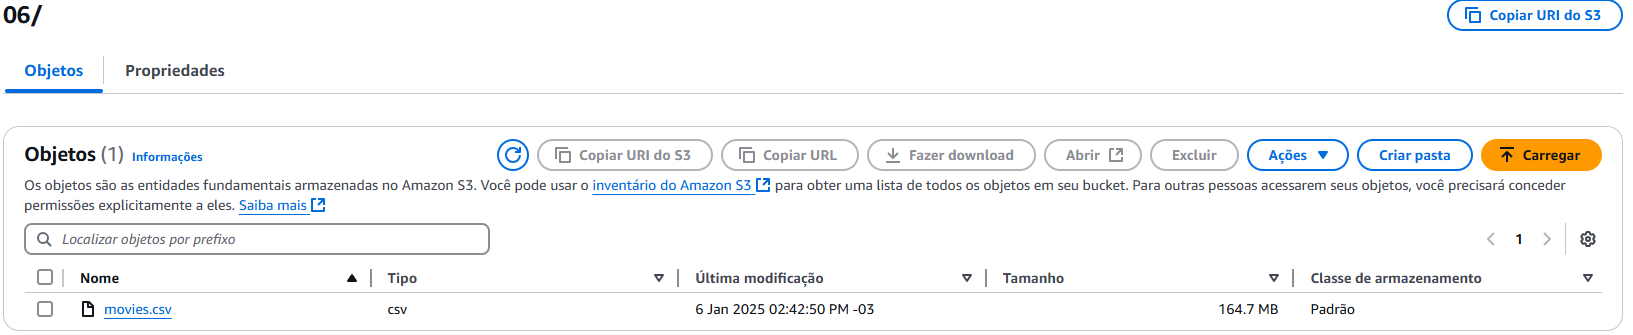 06/
Copiar URI do S3
Objetos Propriedades
Objetos (1) Informações
Copiar URI do S3 Copiar URL Fazer download Abrir Excluir Ações Criar pasta Carregar
Os objetos são as entidades fundamentais armazenadas no Amazon S3. Você pode usar o inventário do Amazon S3 para obter uma lista de todos os objetos em seu bucket. Para outras pessoas acessarem seus objetos, você precisará conceder
permissões explicitamente a eles. Saiba mais
Localizar objetos por prefixo
1
Nome Tipo Última modificação Tamanho Classe de armazenamento
movies.csv csv 6 Jan 2025 02:42:50 PM -03 164.7 MB Padrão